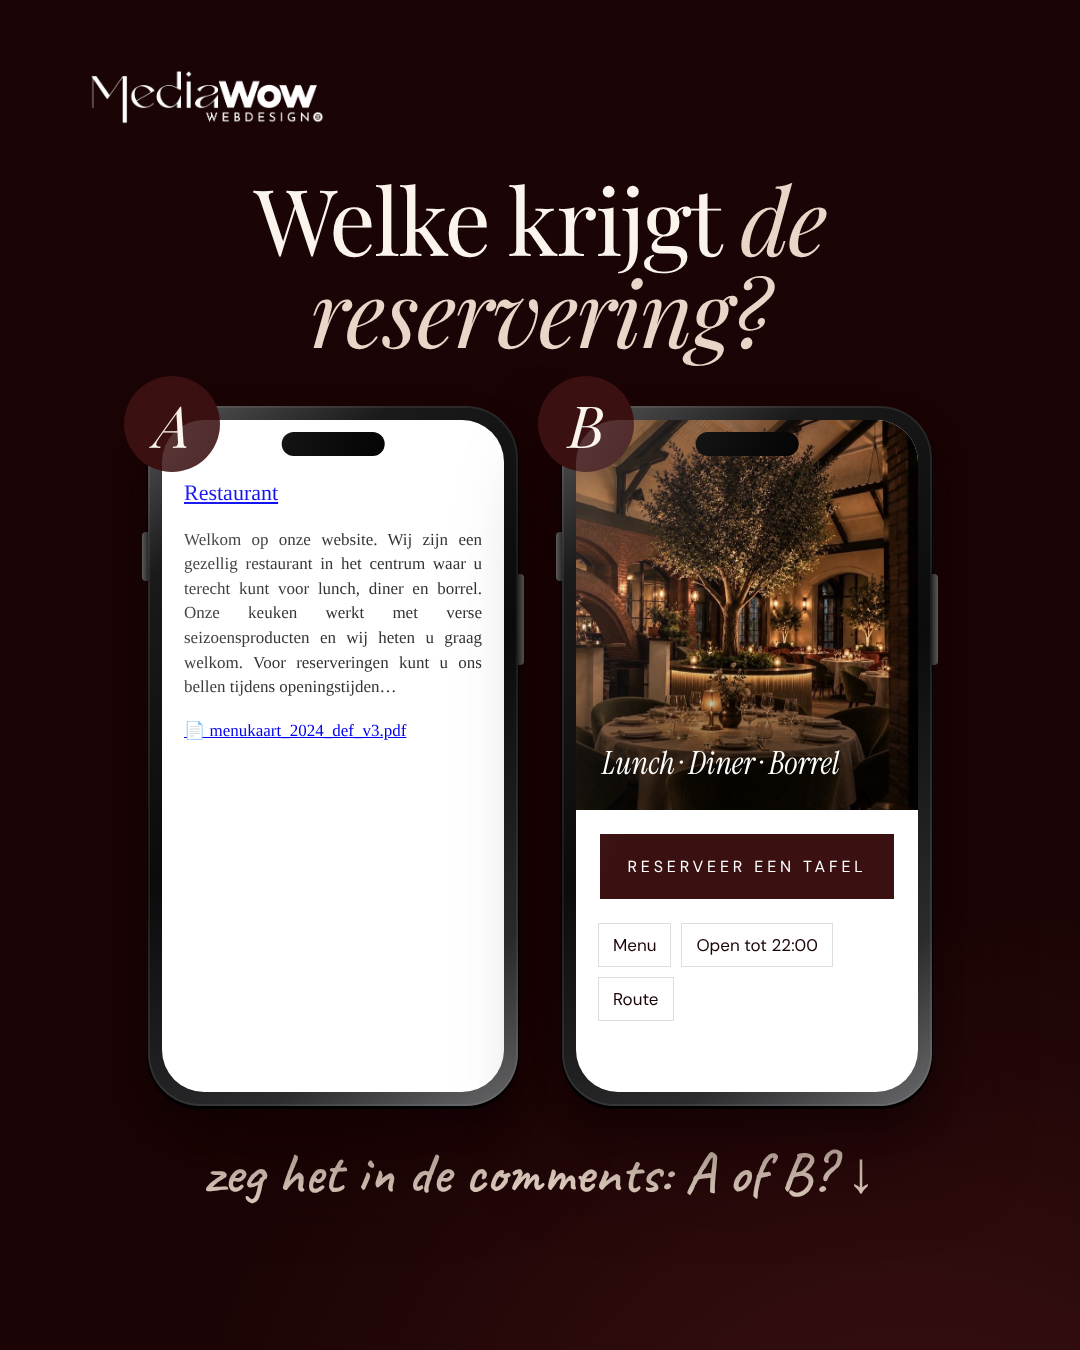 MediaWow
WEBDESIGN
Welke krijgt de
reservering?
A
Restaurant
Welkom op onze website. Wij zijn een
gezellig restaurant in het centrum waar u
terecht kunt voor lunch, diner en borrel.
Onze keuken werkt met verse
seizoensproducten en wij heten u graag
welkom. Voor reserveringen kunt u ons
bellen tijdens openingstijden…
📄 menukaart_2024_def_v3.pdf
B
Lunch · Diner · Borrel
RESERVEER EEN TAFEL
Menu
Open tot 22:00
Route
zeg het in de comments: A of B? ↓